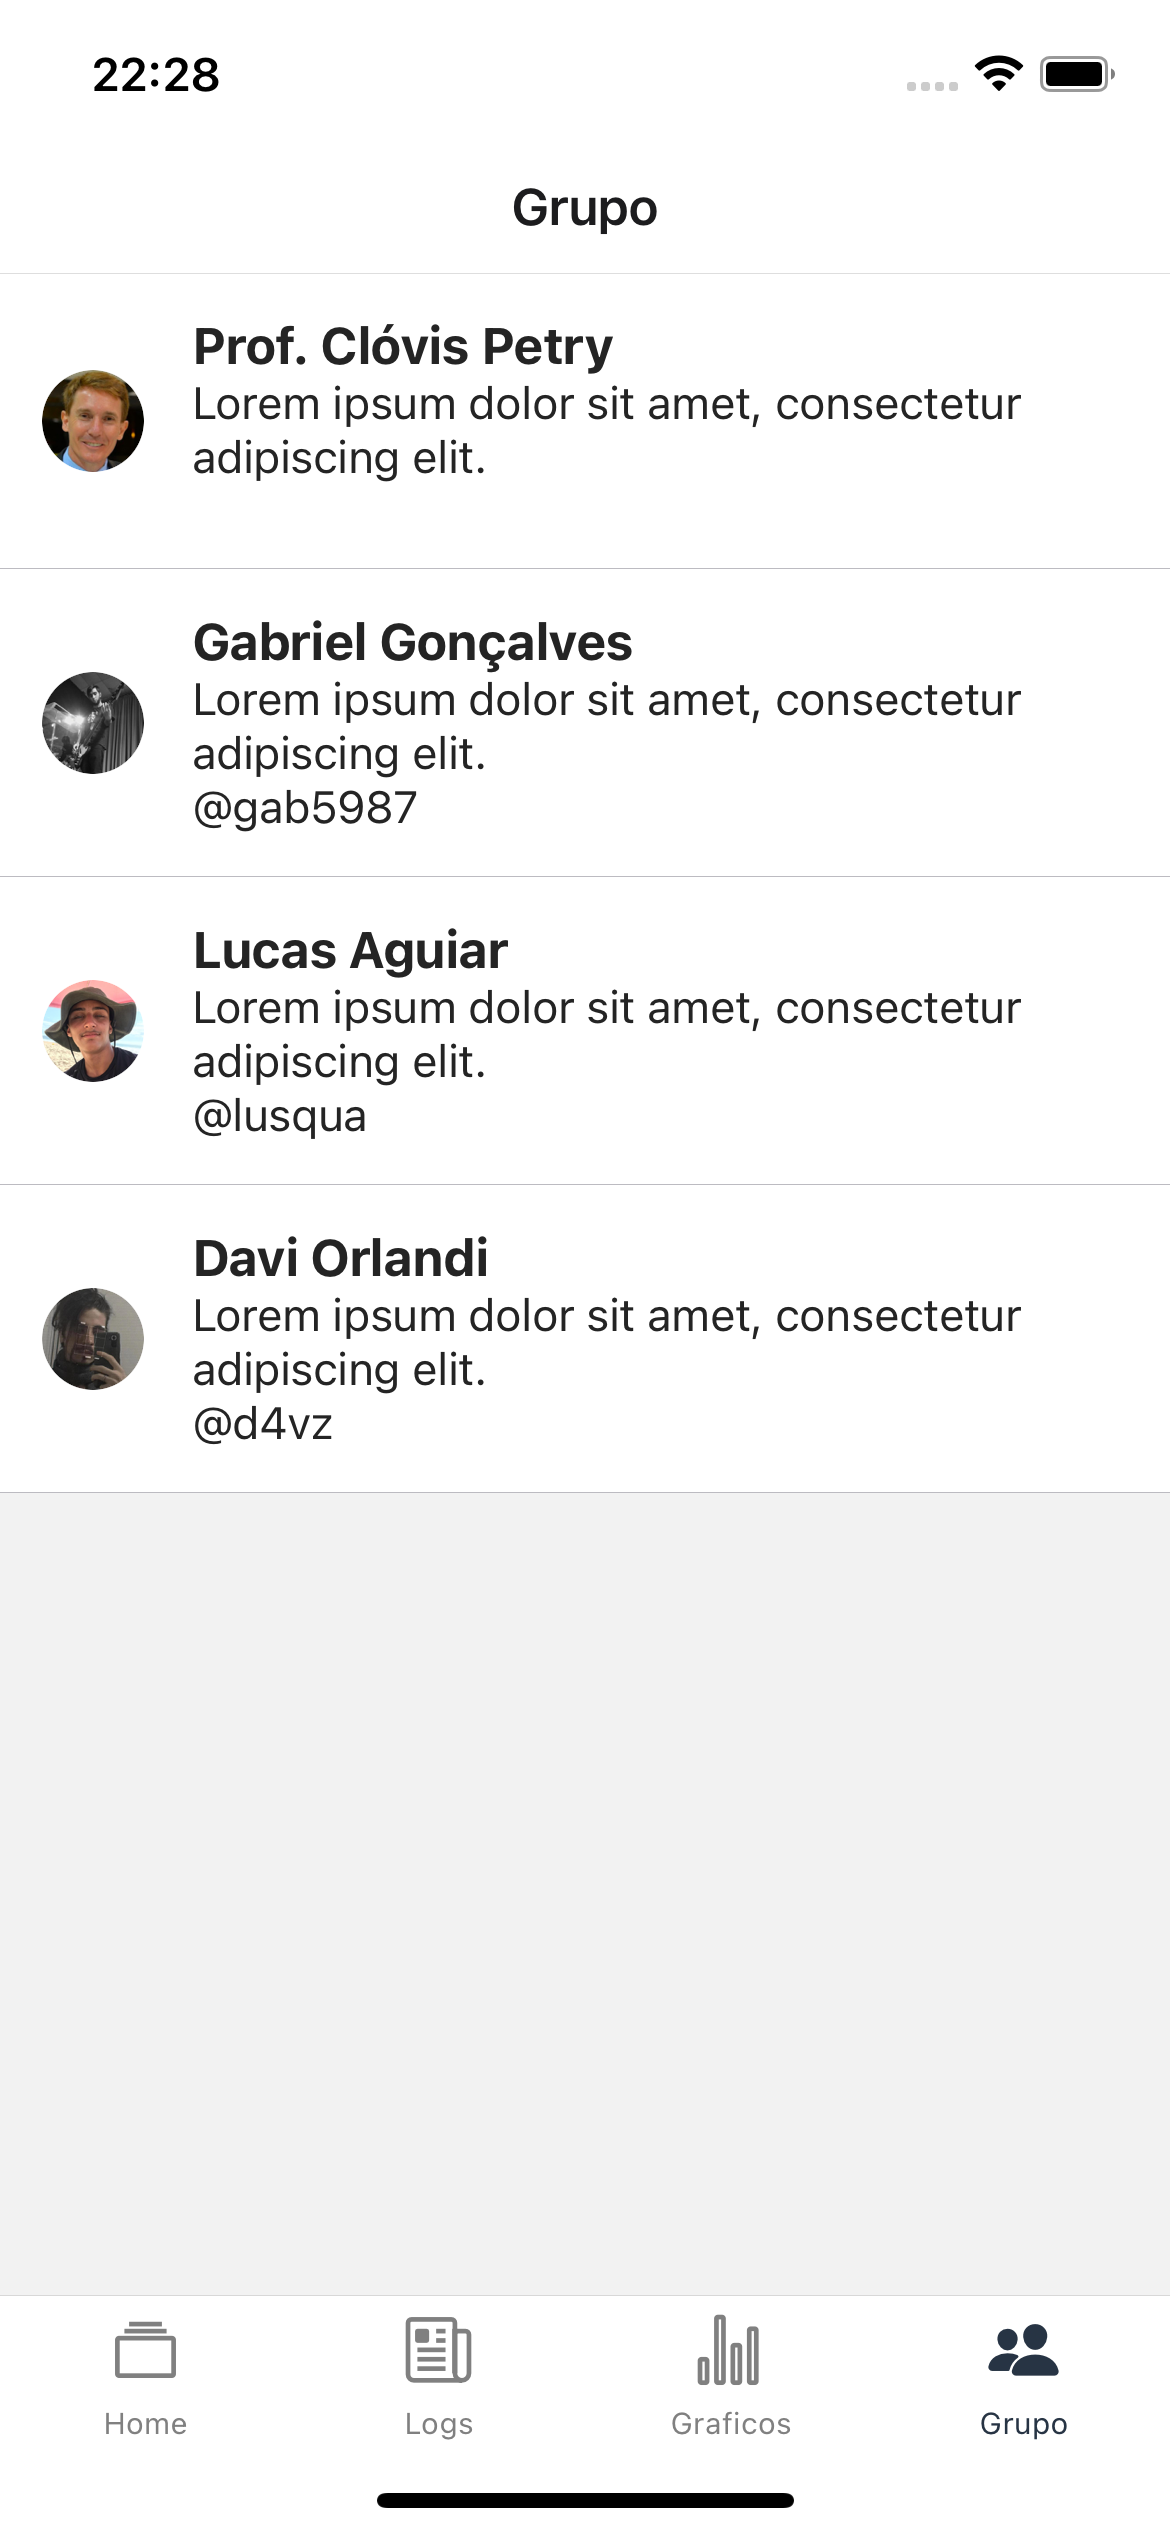 22:28
Grupo
Prof. Clóvis Petry
Lorem ipsum dolor sit amet, consectetur
adipiscing elit.
Gabriel Gonçalves
Lorem ipsum dolor sit amet, consectetur
adipiscing elit.
@gab5987
Lucas Aguiar
Lorem ipsum dolor sit amet, consectetur
adipiscing elit.
@lusqua
Davi Orlandi
Lorem ipsum dolor sit amet, consectetur
adipiscing elit.
@d4vz
Home
Logs
Graficos
Grupo